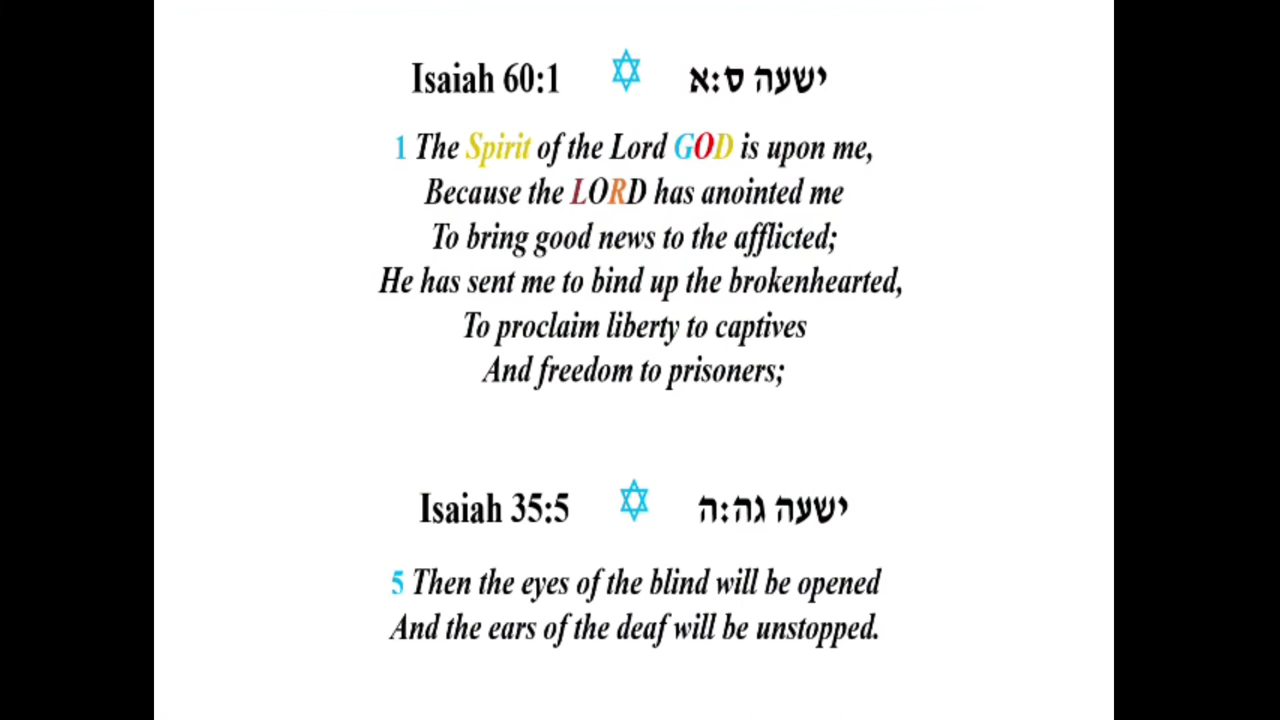 Isaiah 60:1 ✡ ישעה ס:א
1 The Spirit of the Lord GOD is upon me,
Because the LORD has anointed me
To bring good news to the afflicted;
He has sent me to bind up the brokenhearted,
To proclaim liberty to captives
And freedom to prisoners;
Isaiah 35:5 ✡ ישעה גה:ה
5 Then the eyes of the blind will be opened
And the ears of the deaf will be unstopped.